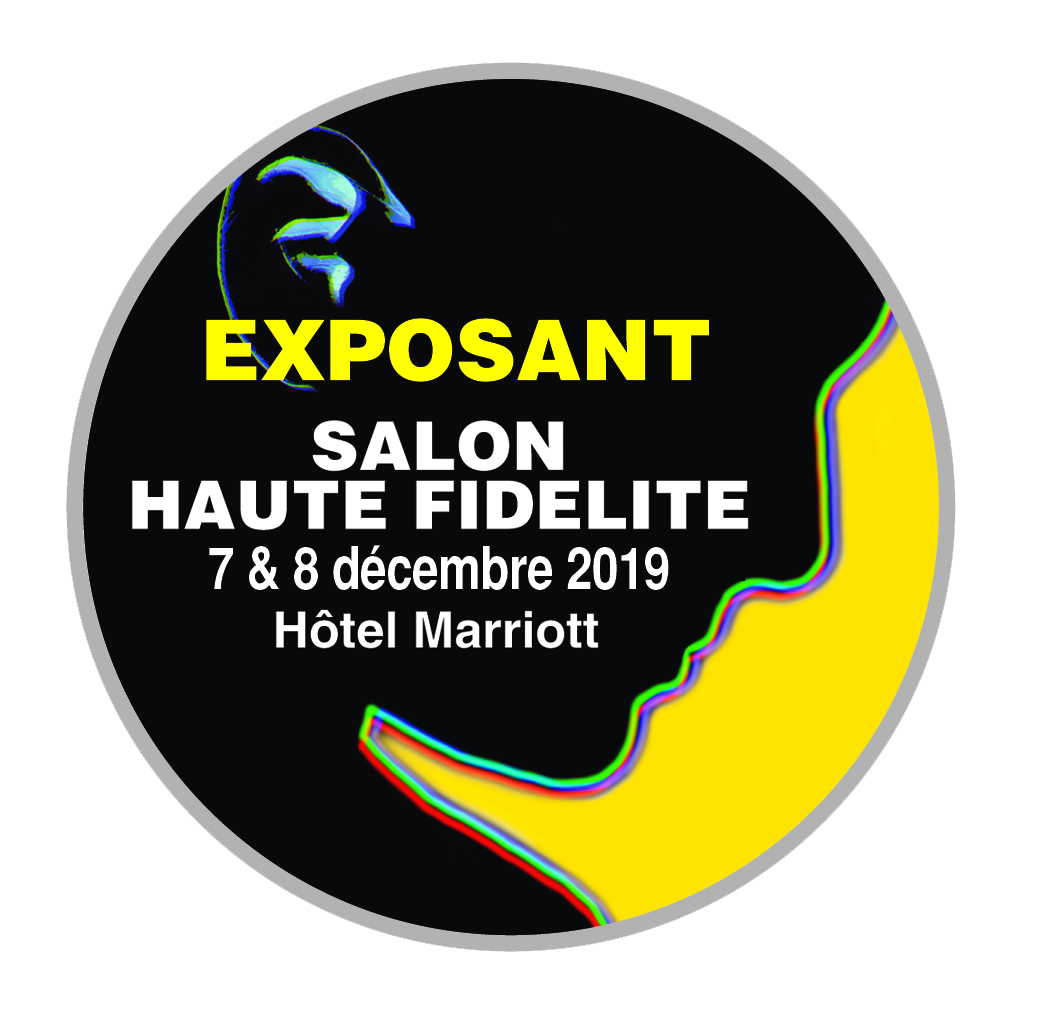 EXPOSANT
SALON
HAUTE FIDELITE
7 & 8 décembre 2019
Hôtel Marriott